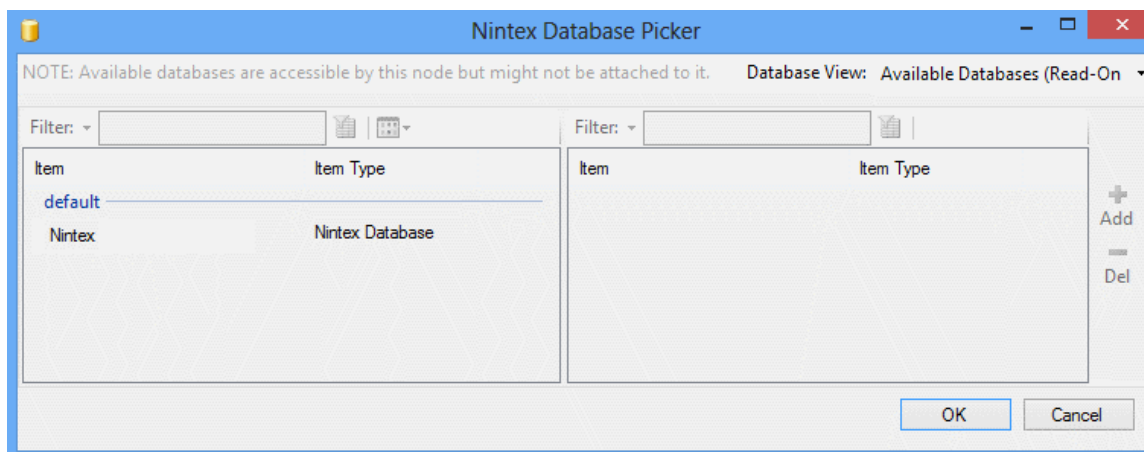 Nintex Database Picker
NOTE: Available databases are accessible by this node but might not be attached to it. Database View: Available Databases (Read-On
Filter: Filter:
Item Item Type Item Item Type
default
Nintex Nintex Database
Add
Del
OK Cancel